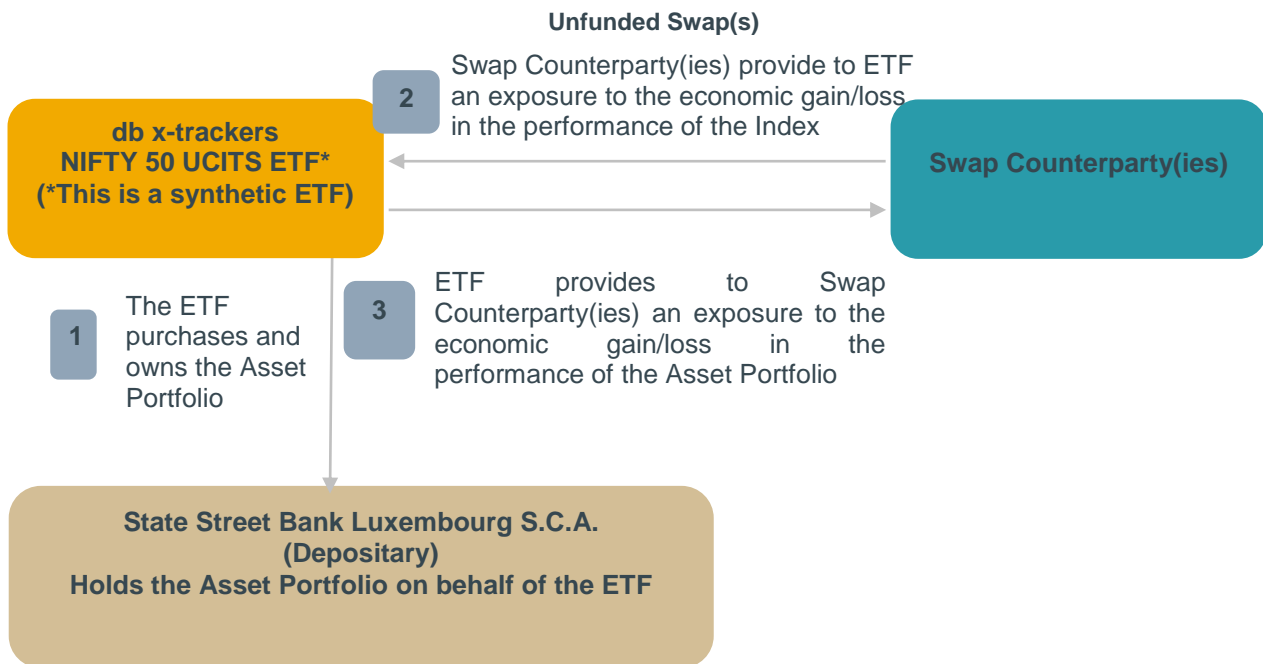 Unfunded Swap(s)
2
Swap Counterparty(ies) provide to ETF
an exposure to the economic gain/loss
in the performance of the Index
db x-trackers
NIFTY 50 UCITS ETF*
(*This is a synthetic ETF)
Swap Counterparty(ies)
1
The ETF
purchases and
owns the Asset
Portfolio
3
ETF provides to Swap
Counterparty(ies) an exposure to the
economic gain/loss in the
performance of the Asset Portfolio
State Street Bank Luxembourg S.C.A.
(Depositary)
Holds the Asset Portfolio on behalf of the ETF